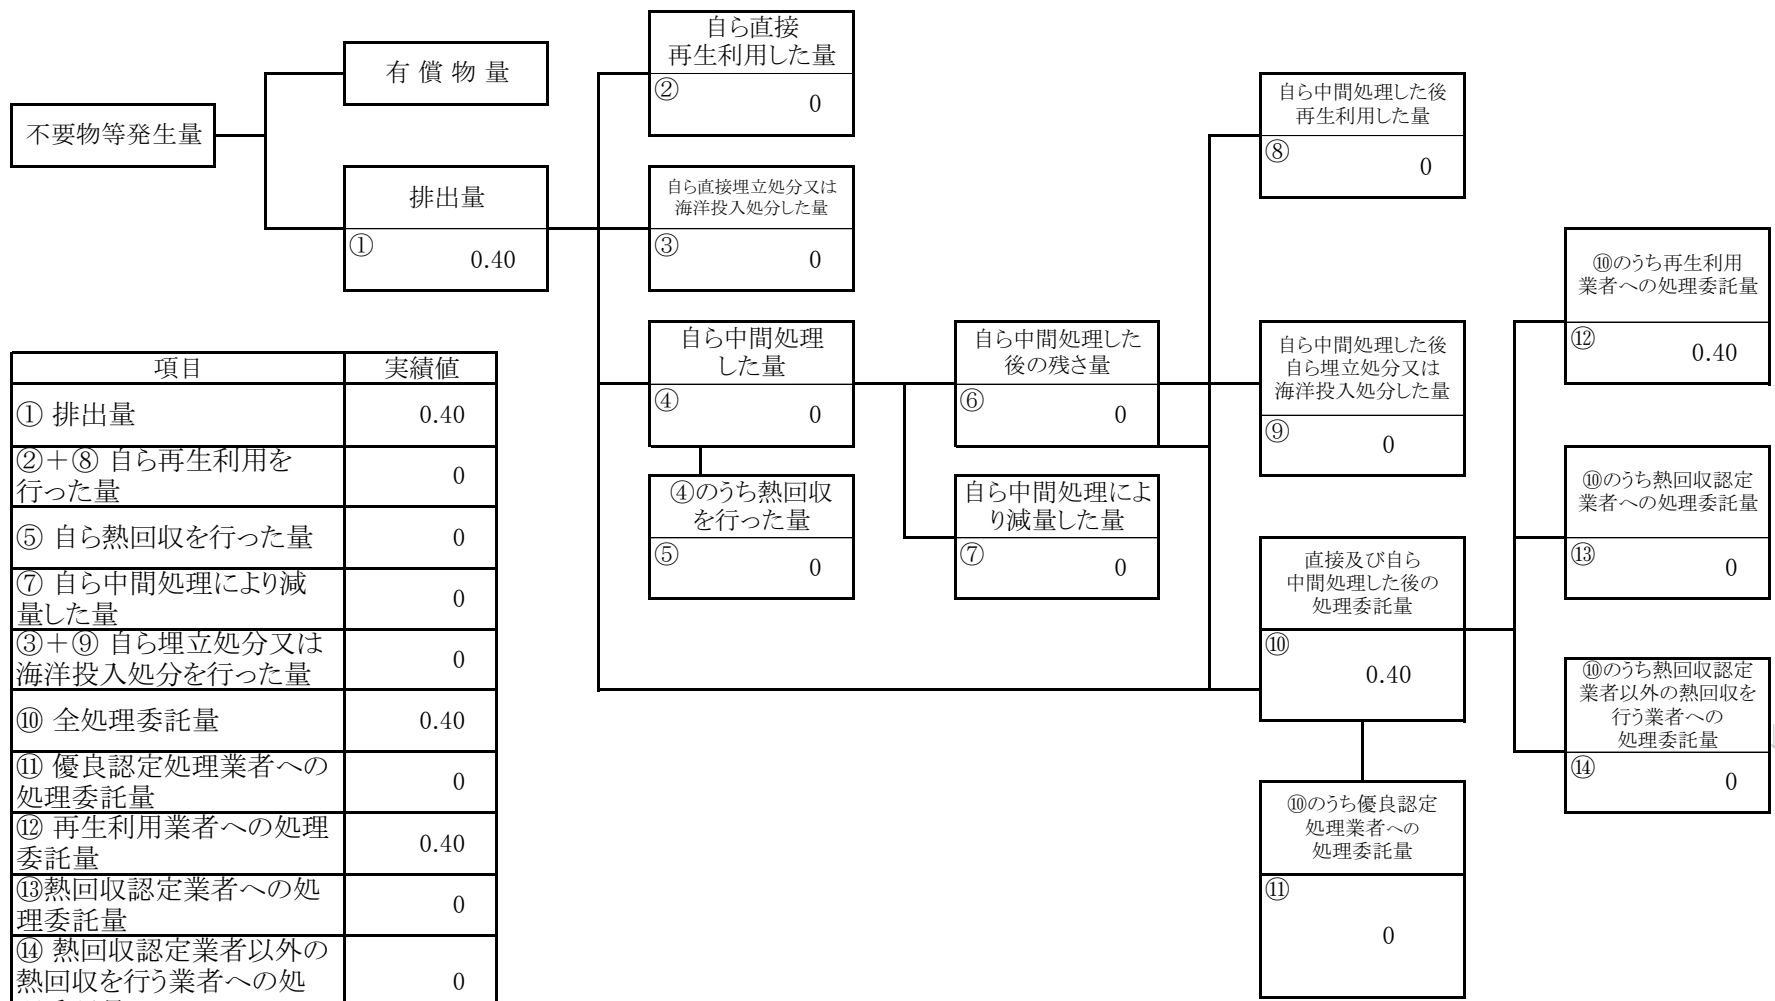 不要物等発生量
有 償 物 量
排出量
①
0.40
自ら直接
再生利用した量
②
0
自ら直接埋立処分又は
海洋投入処分した量
③
0
自ら中間処理
した量
④
0
④のうち熱回収
を行った量
⑤
0
自ら中間処理した
後の残さ量
⑥
0
自ら中間処理によ
り減量した量
⑦
0
自ら中間処理した後
再生利用した量
⑧
0
自ら中間処理した後
自ら埋立処分又は
海洋投入処分した量
⑨
0
直接及び自ら
中間処理した後の
処理委託量
⑩
0.40
⑩のうち優良認定
処理業者への
処理委託量
⑪
0
⑩のうち再生利用
業者への処理委託量
⑫
0.40
⑩のうち熱回収認定
業者への処理委託量
⑬
0
⑩のうち熱回収認定
業者以外の熱回収を
行う業者への
処理委託量
⑭
0
項目 実績値
① 排出量 0.40
②＋⑧ 自ら再生利用を
行った量 0
⑤ 自ら熱回収を行った量 0
⑦ 自ら中間処理により減
量した量 0
③＋⑨ 自ら埋立処分又は
海洋投入処分を行った量 0
⑩ 全処理委託量 0.40
⑪ 優良認定処理業者への
処理委託量 0
⑫ 再生利用業者への処理
委託量 0.40
⑬熱回収認定業者への処
理委託量 0
⑭ 熱回収認定業者以外の
熱回収を行う業者への処 0